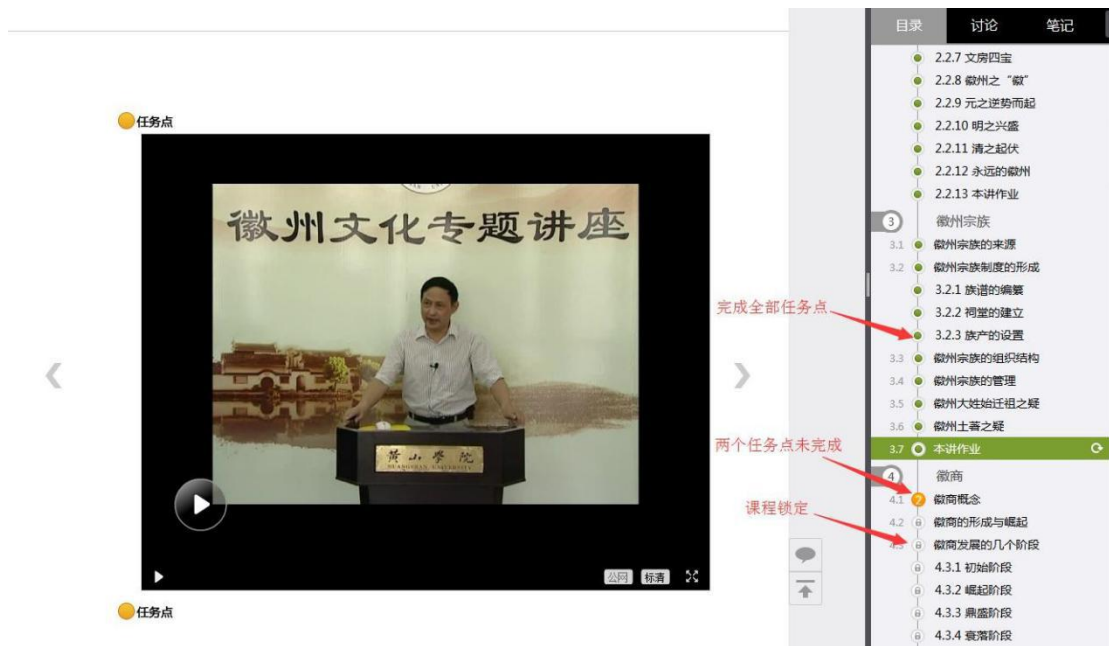 目录 讨论 笔记
2.2.7 文房四宝
2.2.8 徽州之“徽”
2.2.9 元之逆势而起
2.2.10 明之兴盛
2.2.11 清之起伏
2.2.12 永远的徽州
2.2.13 本讲作业
3 徽州宗族
3.1 徽州宗族的来源
3.2 徽州宗族制度的形成
3.2.1 族谱的编纂
3.2.2 祠堂的建立
3.2.3 族产的设置
3.3 徽州宗族的组织结构
3.4 徽州宗族的管理
3.5 徽州大姓始迁祖之疑
3.6 徽州土著之疑
3.7 本讲作业
4 徽商
4.1 2 徽商概念
4.2 徽商的形成与崛起
4.3 徽商发展的几个阶段
4.3.1 初始阶段
4.3.2 崛起阶段
4.3.3 鼎盛阶段
4.3.4 衰落阶段
任务点
徽州文化专题讲座
黄山学院
HUANGSHAN UNIVERSITY
公网 标清
任务点
完成全部任务点
两个任务点未完成
课程锁定